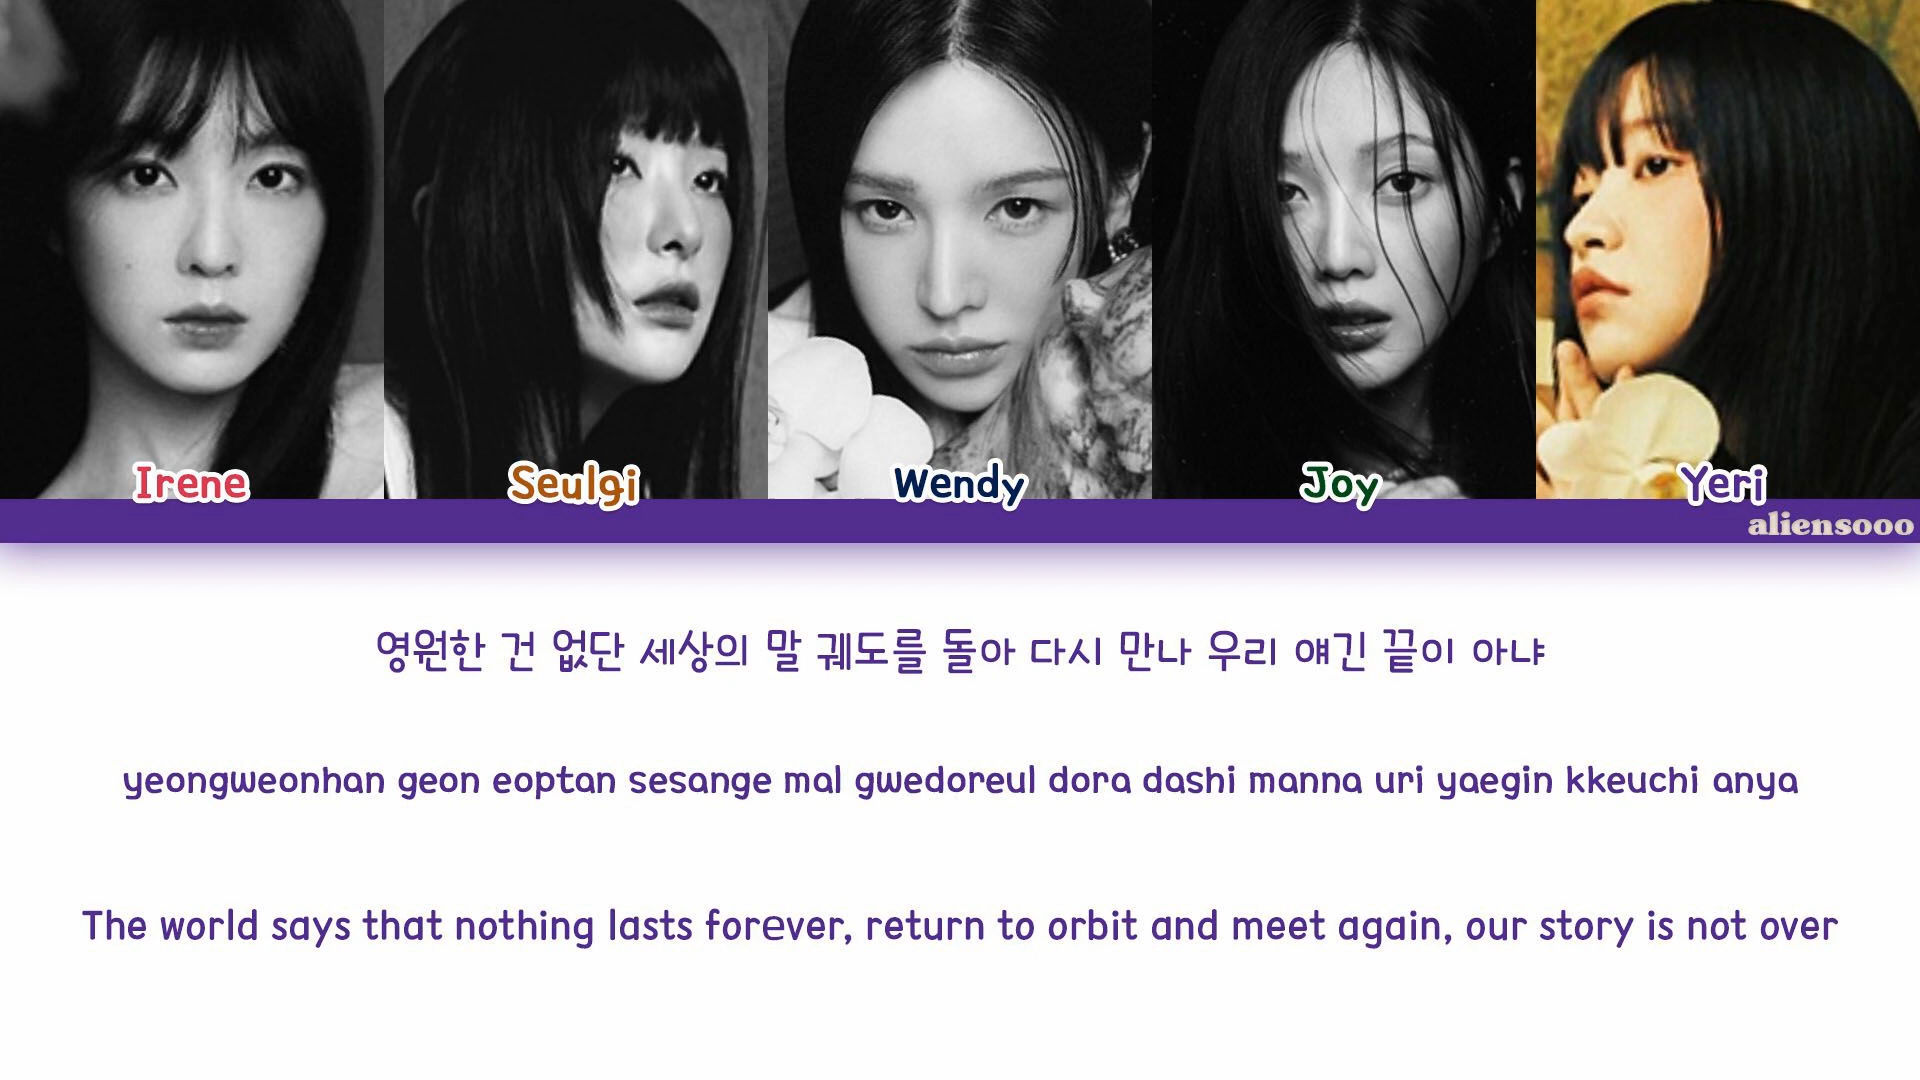 Irene
Seulgi
Wendy
Joy
Yeri
aliensooo
영원한 건 없단 세상의 말 궤도를 돌아 다시 만나 우리 얘긴 끝이 아냐
yeongweonhan geon eoptan sesange mal gwedoreul dora dashi manna uri yaegin kkeuchi anya
The world says that nothing lasts forever, return to orbit and meet again, our story is not over